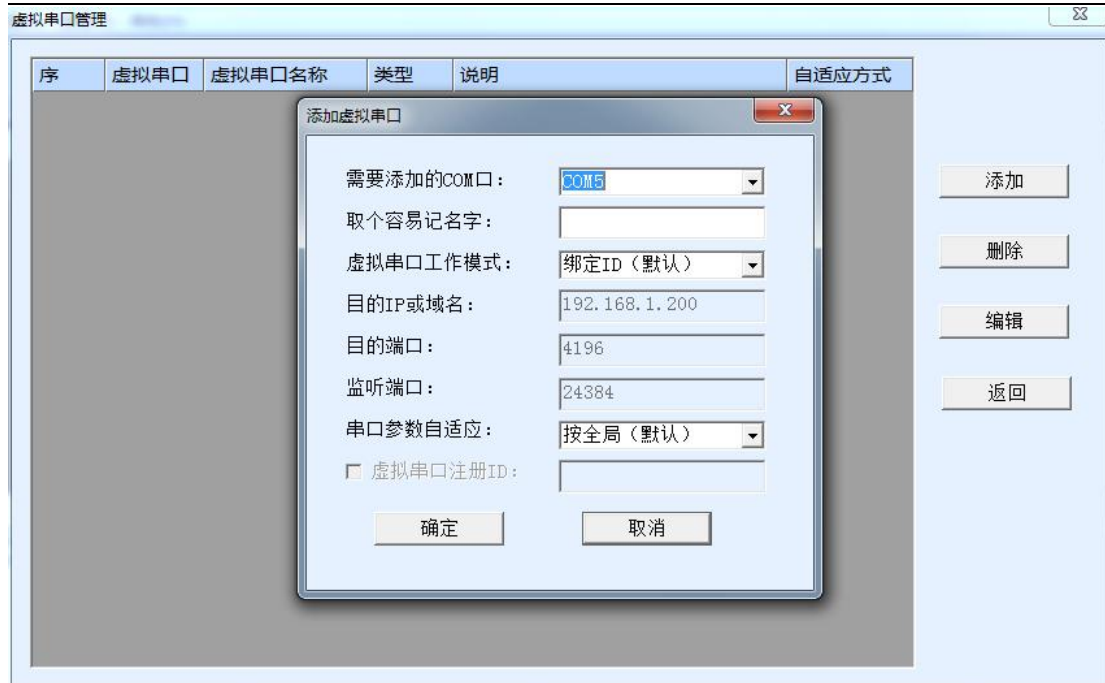 虚拟串口管理
序 虚拟串口 虚拟串口名称 类型 说明 自适应方式
添加虚拟串口
需要添加的COM口： COM5
取个容易记名字：
虚拟串口工作模式： 绑定ID（默认）
目的IP或域名： 192.168.1.200
目的端口： 4196
监听端口： 24384
串口参数自适应： 按全局（默认）
虚拟串口注册ID：
确定 取消
添加
删除
编辑
返回